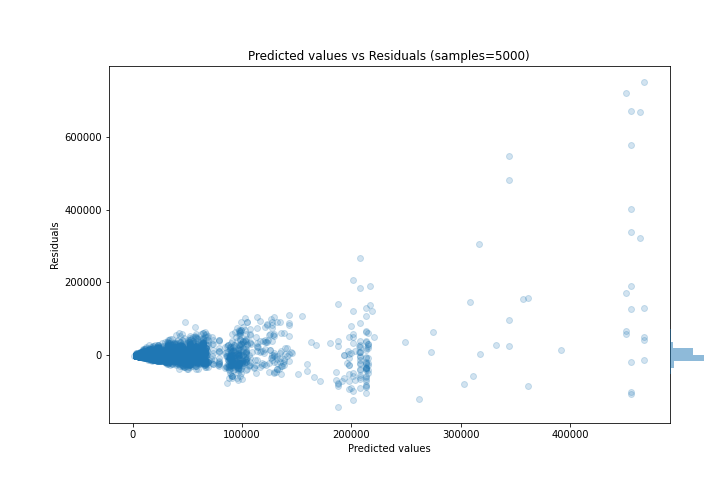 Predicted values vs Residuals (samples=5000)
600000
400000
200000
0
Residuals
0 100000 200000 300000 400000
Predicted values